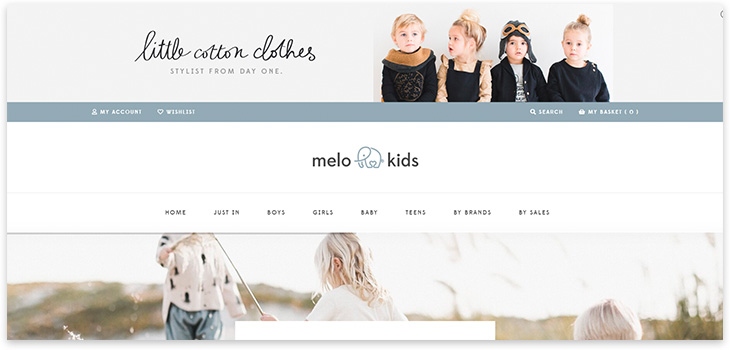 little cotton clothes
STYLIST FROM DAY ONE.
MY ACCOUNT WISHLIST SEARCH MY BASKET ( 0 )
melo kids
HOME JUST IN BOYS GIRLS BABY TEENS BY BRANDS BY SALES